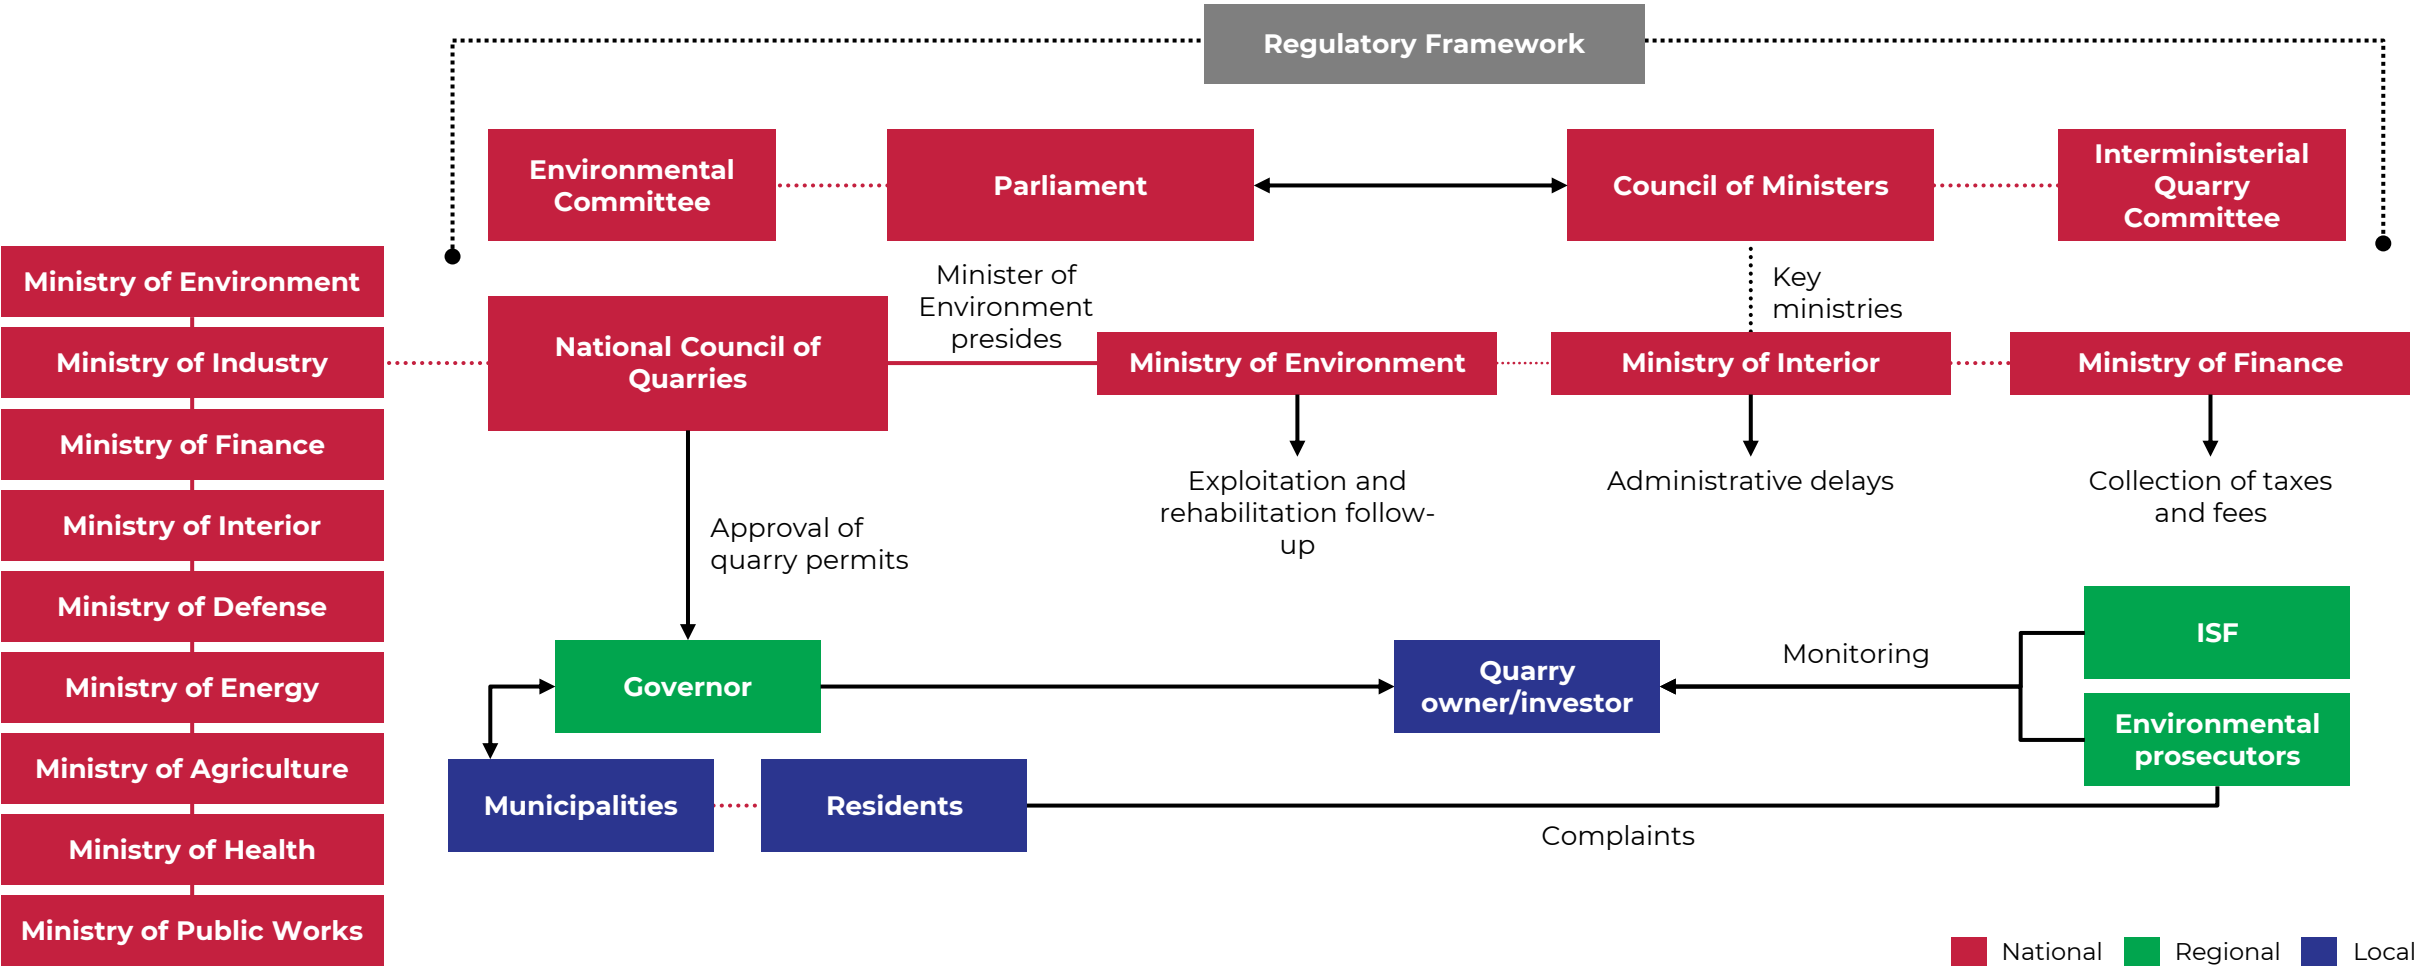 Regulatory Framework
Environmental
Committee
Parliament
Council of Ministers
Interministerial
Quarry
Committee
Ministry of Environment
Ministry of Industry
Ministry of Finance
Ministry of Interior
Ministry of Defense
Ministry of Energy
Ministry of Agriculture
Ministry of Health
Ministry of Public Works
National Council of
Quarries
Minister of
Environment
presides
Key
ministries
Ministry of Environment
Ministry of Interior
Ministry of Finance
Exploitation and
rehabilitation follow-
up
Administrative delays
Collection of taxes
and fees
Approval of
quarry permits
Governor
Quarry
owner/investor
Monitoring
ISF
Environmental
prosecutors
Municipalities
Residents
Complaints
National
Regional
Local